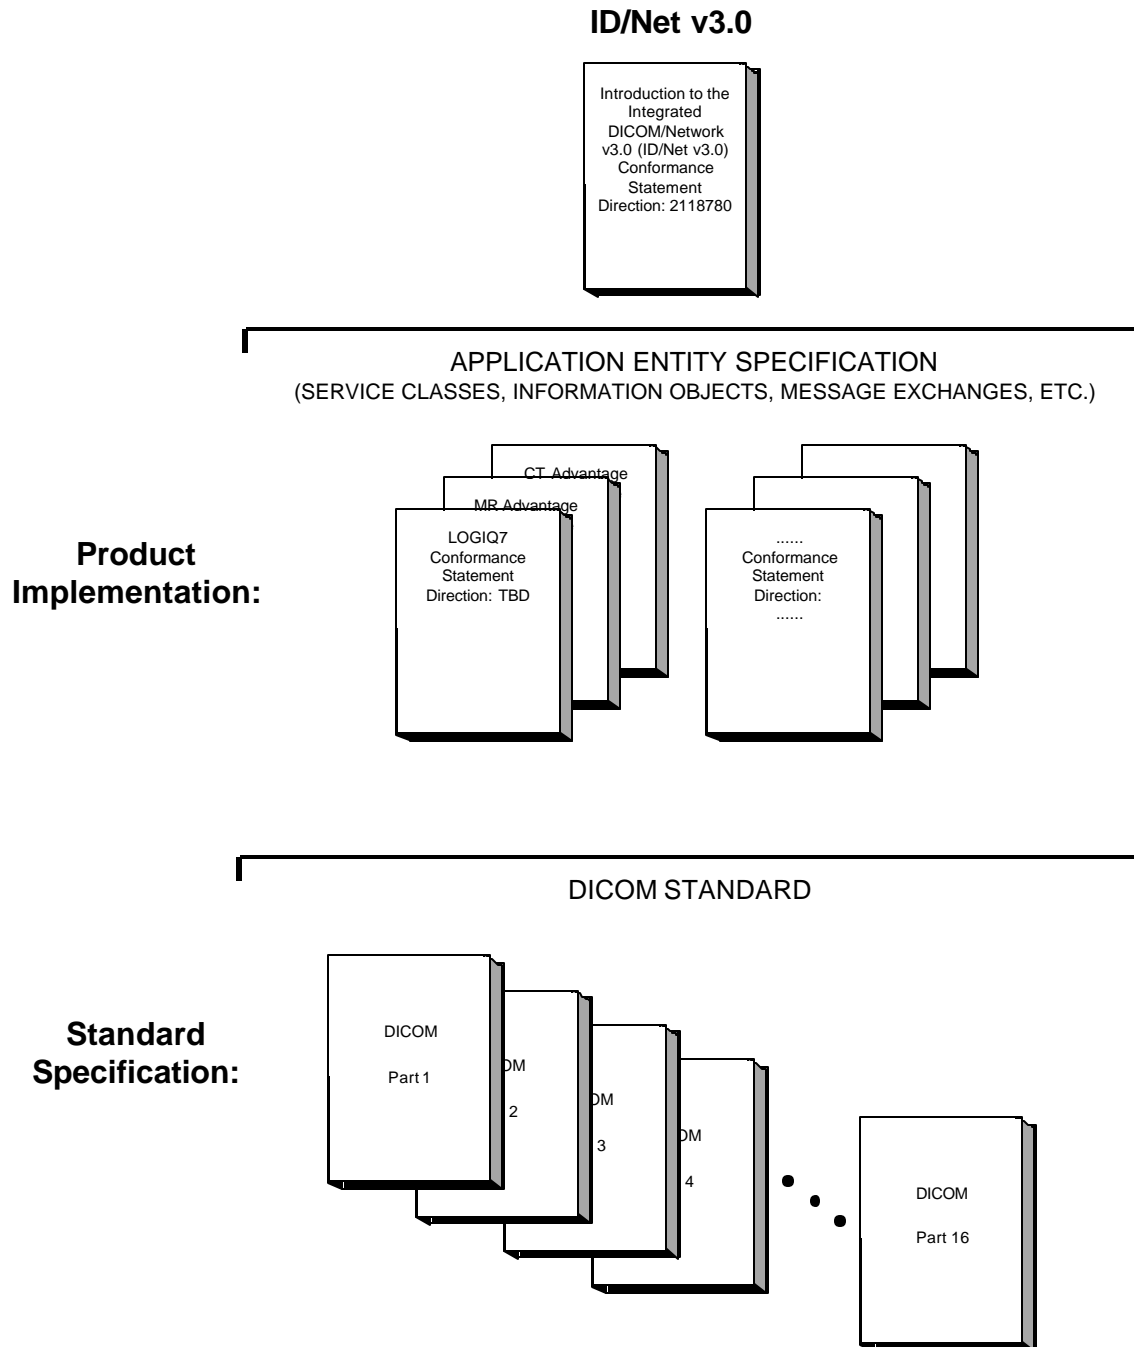 ID/Net v3.0
Introduction to the
Integrated
DICOM/Network
v3.0 (ID/Net v3.0)
Conformance
Statement
Direction: 2118780
APPLICATION ENTITY SPECIFICATION
(SERVICE CLASSES, INFORMATION OBJECTS, MESSAGE EXCHANGES, ETC.)
Product
Implementation:
CT Advantage
MR Advantage
LOGIQ7
Conformance
Statement
Direction: TBD
......
Conformance
Statement
Direction:
......
DICOM STANDARD
Standard
Specification:
DICOM
Part 1
OM
2
OM
3
OM
4
DICOM
Part 16